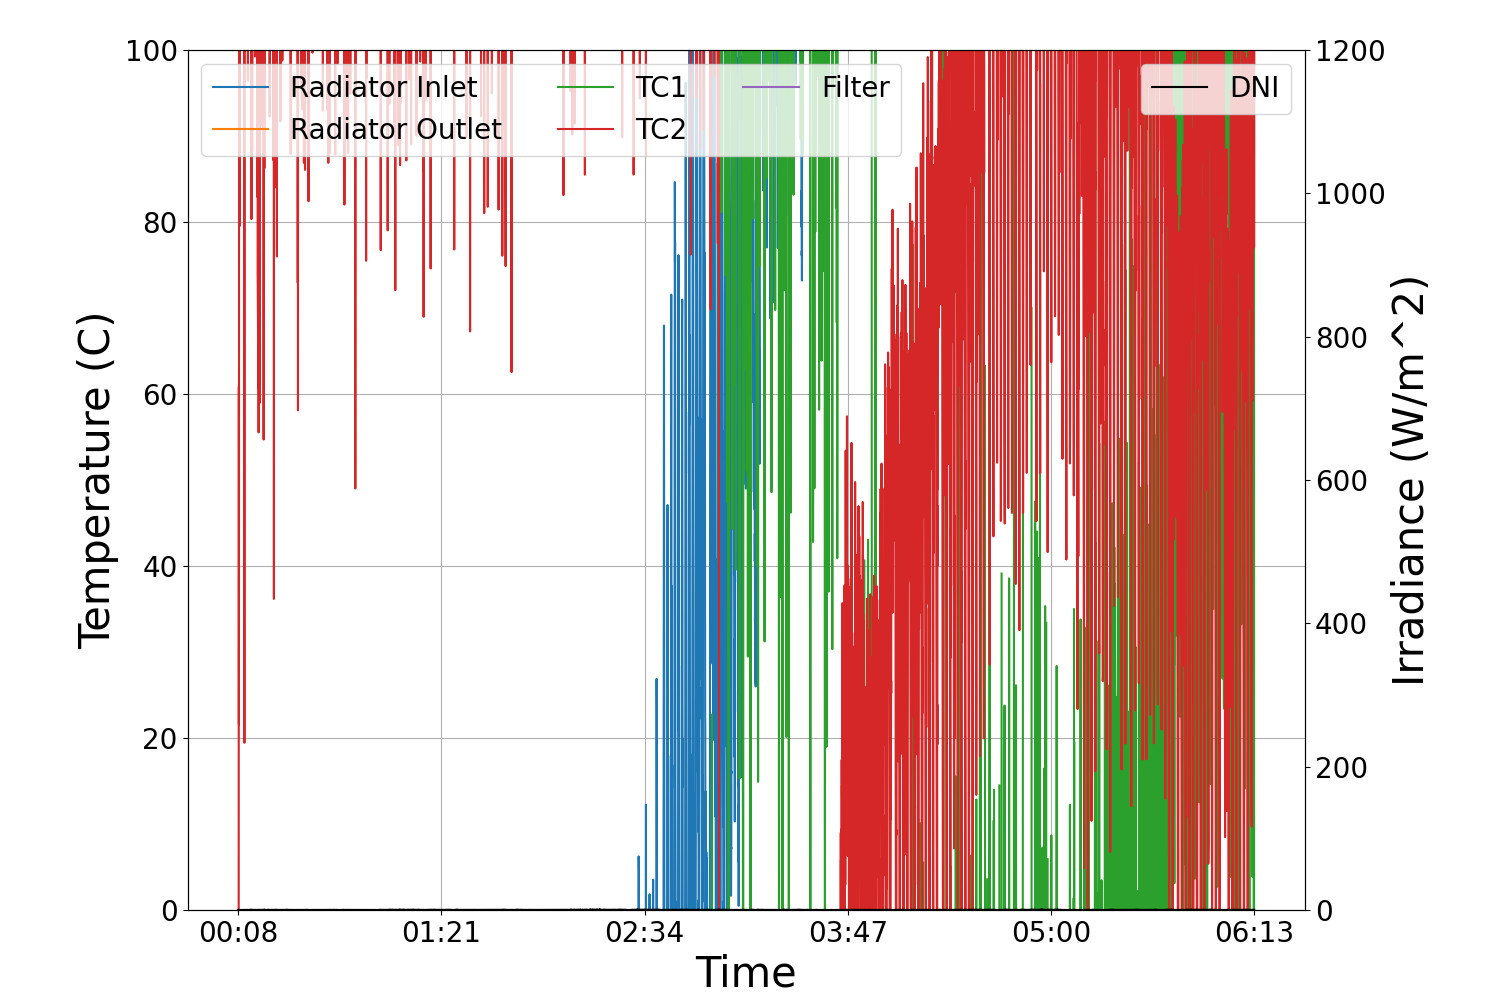 100
80
60
40
20
0
Temperature (C)
Radiator Inlet
Radiator Outlet
TC1
TC2
Filter
DNI
1200
1000
800
600
400
200
0
Irradiance (W/m^2)
00:08
01:21
02:34
03:47
05:00
06:13
Time